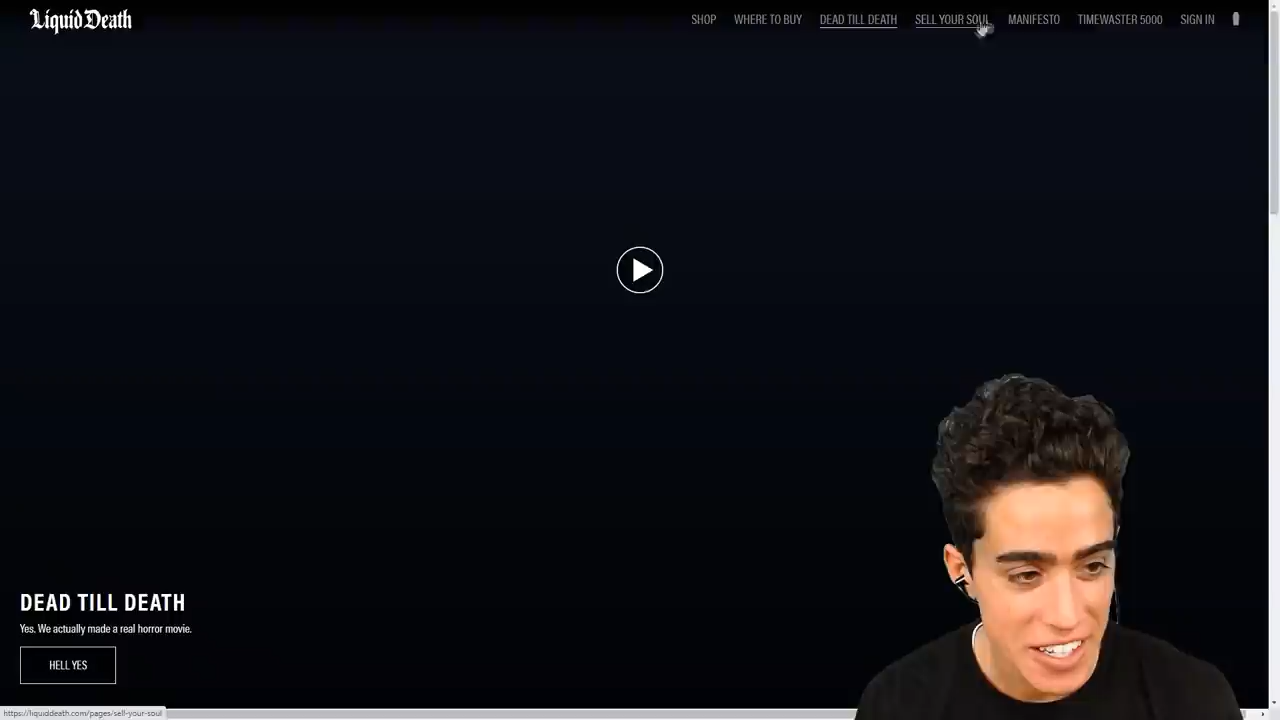 Liquid Death
SHOP WHERE TO BUY DEAD TILL DEATH SELL YOUR SOUL MANIFESTO TIMEWASTER 5000 SIGN IN
DEAD TILL DEATH
Yes. We actually made a real horror movie.
HELL YES
https://liquiddeath.com/pages/sell-your-soul